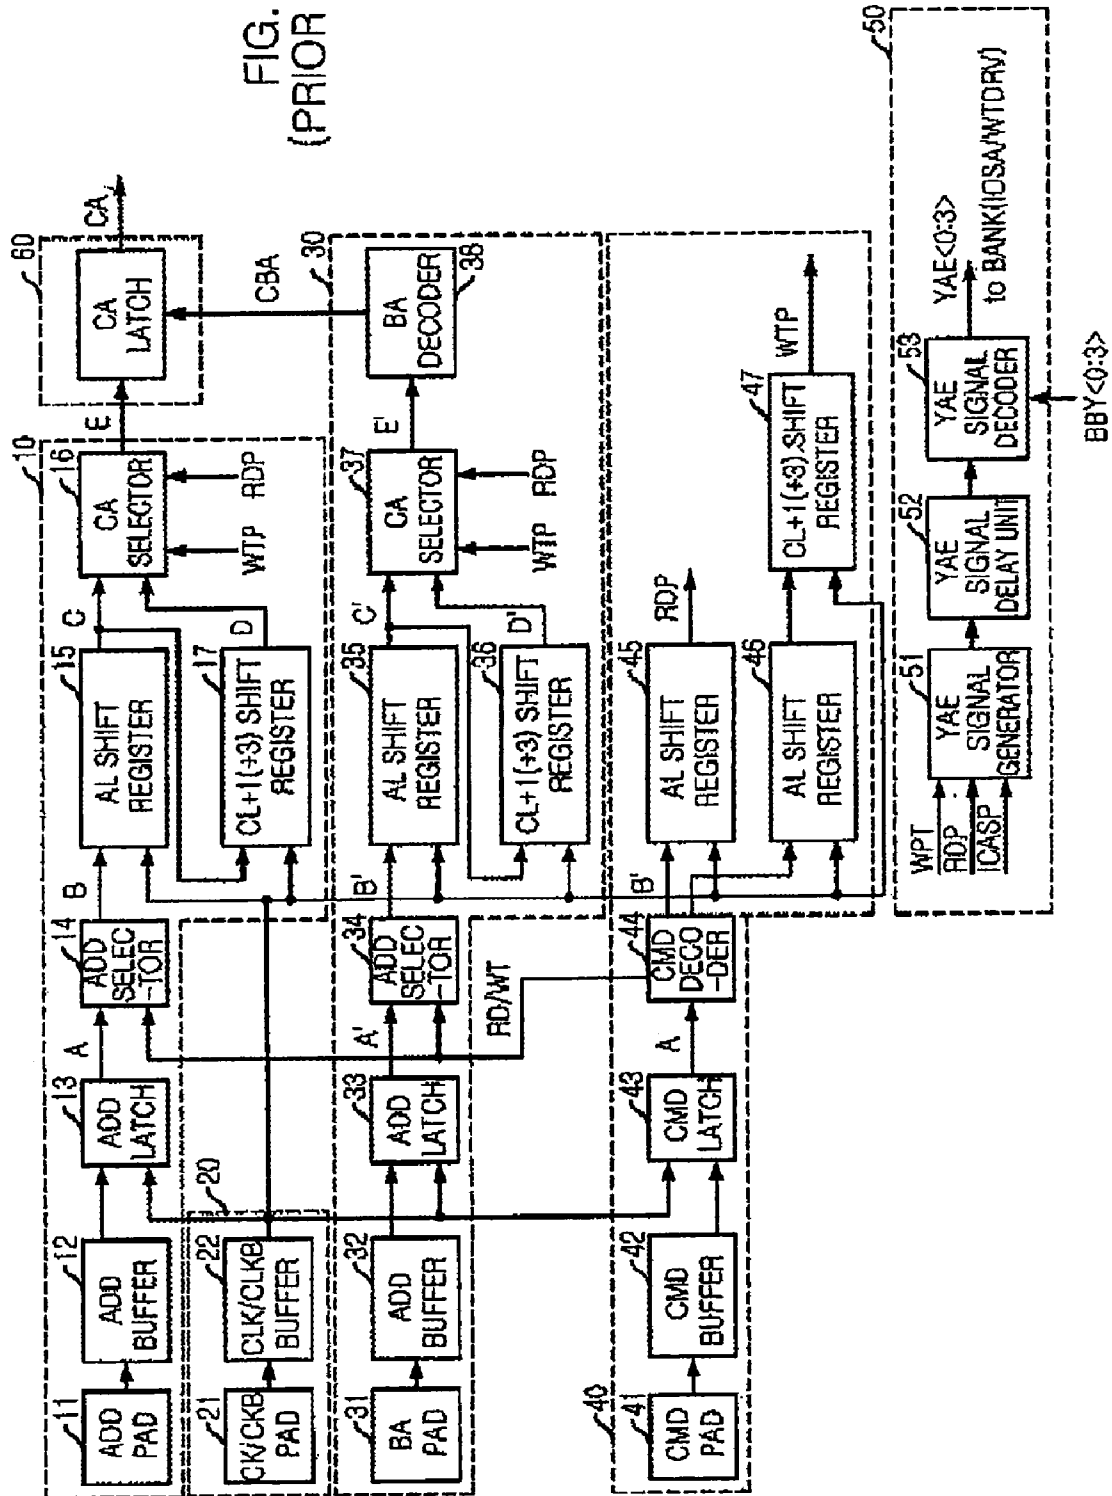 FIG.
(PRIOR
10
11
ADD
PAD
12
ADD
BUFFER
13
ADD
LATCH
A
14
ADD
SELEC
-TOR
B
15
AL SHIFT
REGISTER
C
16
CA
SELECTOR
WTP
RDP
E
60
CA
LATCH
CA
17
CL+1(+3) SHIFT
REGISTER
D
20
21
CK/CKB
PAD
22
CLK/CLKB
BUFFER
30
31
BA
PAD
32
ADD
BUFFER
33
ADD
LATCH
A'
34
ADD
SELEC
-TOR
B'
35
AL SHIFT
REGISTER
C'
37
CA
SELECTOR
WTP
RDP
E'
BA
DECODER
38
CBA
36
CL+1(+3) SHIFT
REGISTER
D'
RD/WT
40
41
CMD
PAD
42
CMD
BUFFER
43
CMD
LATCH
A
44
CMD
DECO
-DER
B'
45
AL SHIFT
REGISTER
RDP
46
AL SHIFT
REGISTER
47
CL+1(+3).SHIFT
REGISTER
WTP
50
WPT
RDP
ICASP
51
YAE
SIGNAL
GENERATOR
52
YAE
SIGNAL
DELAY UNIT
53
YAE
SIGNAL
DECODER
YAE<0:3>
to BANK(IOSA/WTDRV)
BBY<0:3>